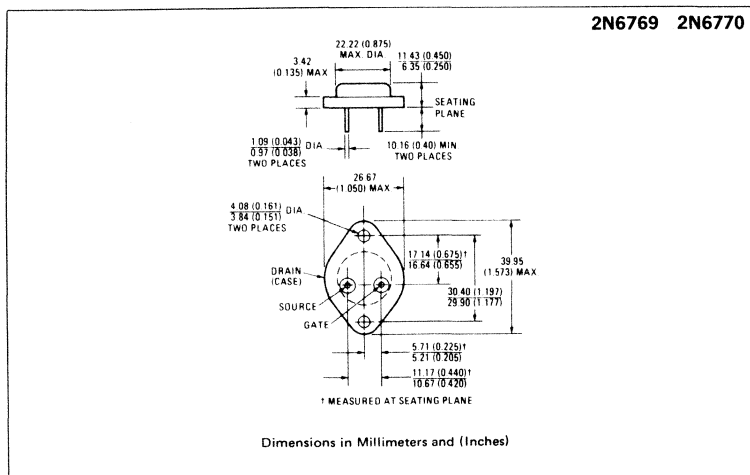 2N6769 2N6770
22.22 (0.875)
MAX. DIA.
3.42
(0.135) MAX
11.43 (0.450)
6.35 (0.250)
SEATING
PLANE
1.09 (0.043)
0.97 (0.038)
DIA
TWO PLACES
10.16 (0.40) MIN
TWO PLACES
26.67
(1.050) MAX
4.08 (0.161)
3.84 (0.151)
DIA.
TWO PLACES
17.14 (0.675)†
16.64 (0.655)
39.95
(1.573) MAX
DRAIN
(CASE)
30.40 (1.197)
29.90 (1.177)
SOURCE
GATE
5.71 (0.225)†
5.21 (0.205)
11.17 (0.440)†
10.67 (0.420)
† MEASURED AT SEATING PLANE
Dimensions in Millimeters and (Inches)